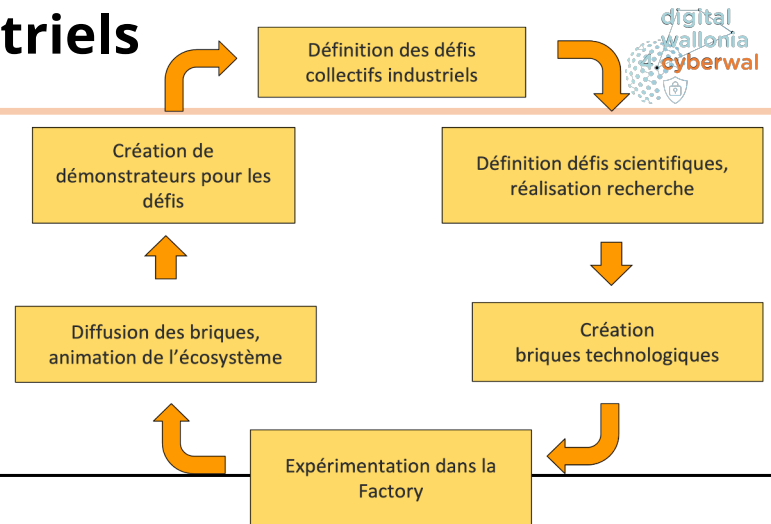 triels
digital
wallonia
4.cyberwal
Définition des défis
collectifs industriels
Création de
démonstrateurs pour les
défis
Définition défis scientifiques,
réalisation recherche
Diffusion des briques,
animation de l’écosystème
Création
briques technologiques
Expérimentation dans la
Factory